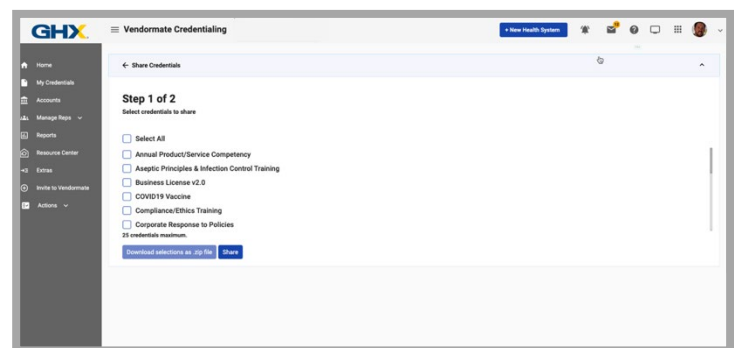 GHX
Vendormate Credentialing
+ New Health System
Home
My Credentials
Accounts
Manage Reps
Reports
Resource Center
Extras
Invite to Vendormate
Actions
← Share Credentials
Step 1 of 2
Select credentials to share
Select All
Annual Product/Service Competency
Aseptic Principles & Infection Control Training
Business License v2.0
COVID19 Vaccine
Compliance/Ethics Training
Corporate Response to Policies
25 credentials maximum.
Download selections as .zip file
Share